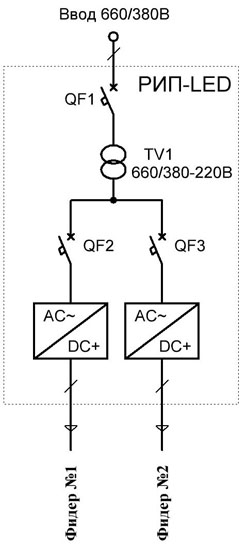 Ввод 660/380В
РИП-LED
QF1
TV1
660/380-220В
QF2
QF3
AC~
DC+
AC~
DC+
Фидер №1
Фидер №2